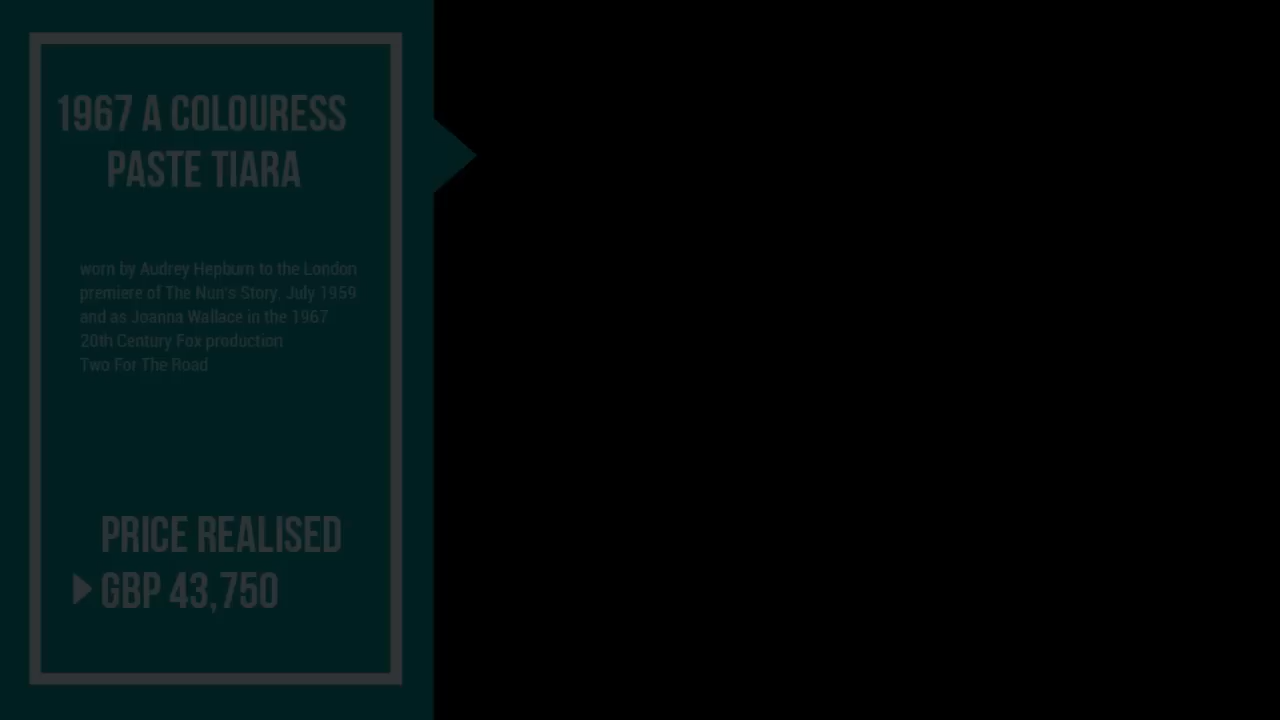 1967 A COLOURESS
PASTE TIARA
worn by Audrey Hepburn to the London
premiere of The Nun's Story, July 1959
and as Joanna Wallace in the 1967
20th Century Fox production
Two For The Road
PRICE REALISED
GBP 43,750